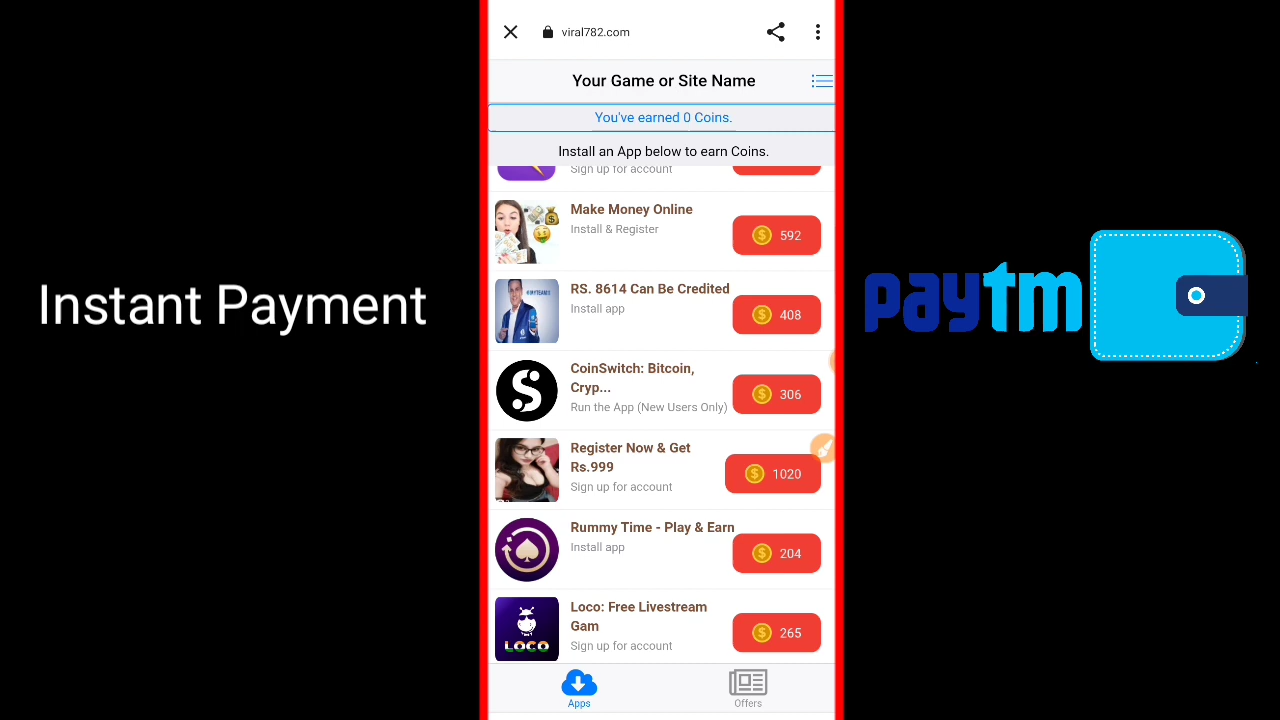 viral782.com
Your Game or Site Name
You've earned 0 Coins.
Install an App below to earn Coins.
Sign up for account
Make Money Online
Install & Register
592
RS. 8614 Can Be Credited
Install app
408
CoinSwitch: Bitcoin,
Cryp...
Run the App (New Users Only)
306
Register Now & Get
Rs.999
Sign up for account
1020
Rummy Time - Play & Earn
Install app
204
Loco: Free Livestream
Gam
Sign up for account
265
LOCO
Apps
Offers
Instant Payment
paytm